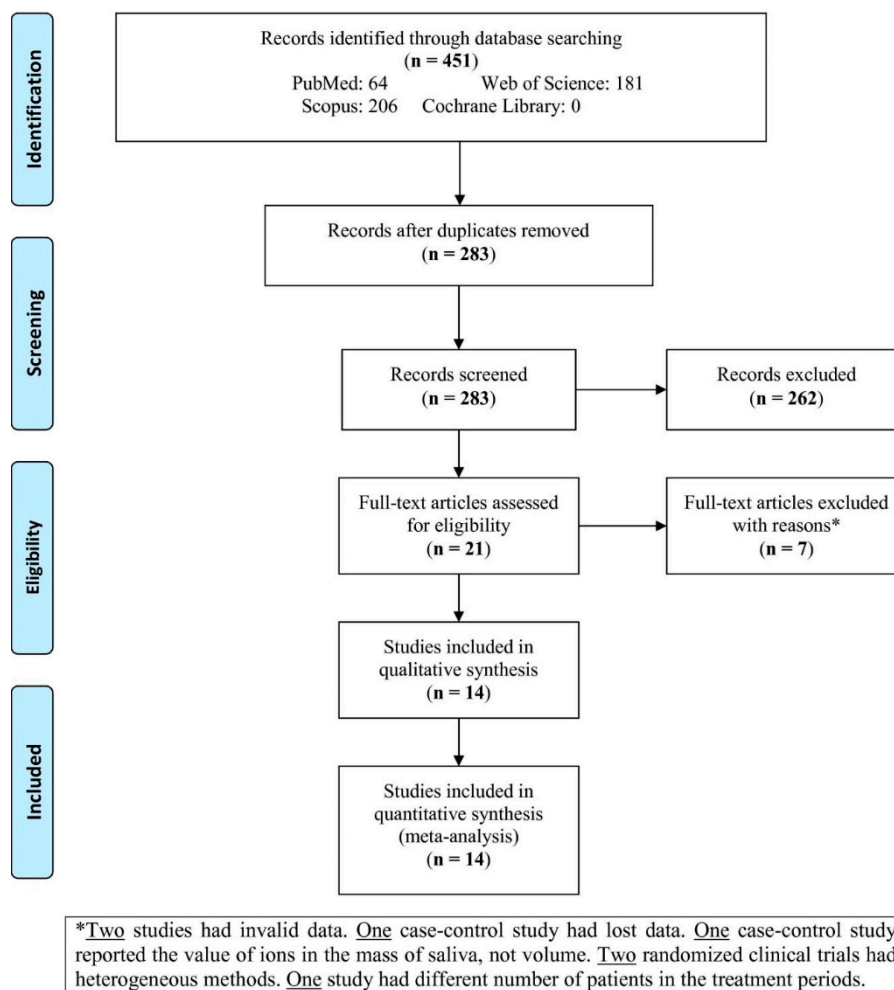 Identification
Records identified through database searching
(n = 451)
PubMed: 64 Web of Science: 181
Scopus: 206 Cochrane Library: 0
Records after duplicates removed
(n = 283)
Screening
Records screened
(n = 283)
Records excluded
(n = 262)
Eligibility
Full-text articles assessed
for eligibility
(n = 21)
Full-text articles excluded
with reasons*
(n = 7)
Studies included in
qualitative synthesis
(n = 14)
Included
Studies included in
quantitative synthesis
(meta-analysis)
(n = 14)
*Two studies had invalid data. One case-control study had lost data. One case-control study
reported the value of ions in the mass of saliva, not volume. Two randomized clinical trials had
heterogeneous methods. One study had different number of patients in the treatment periods.